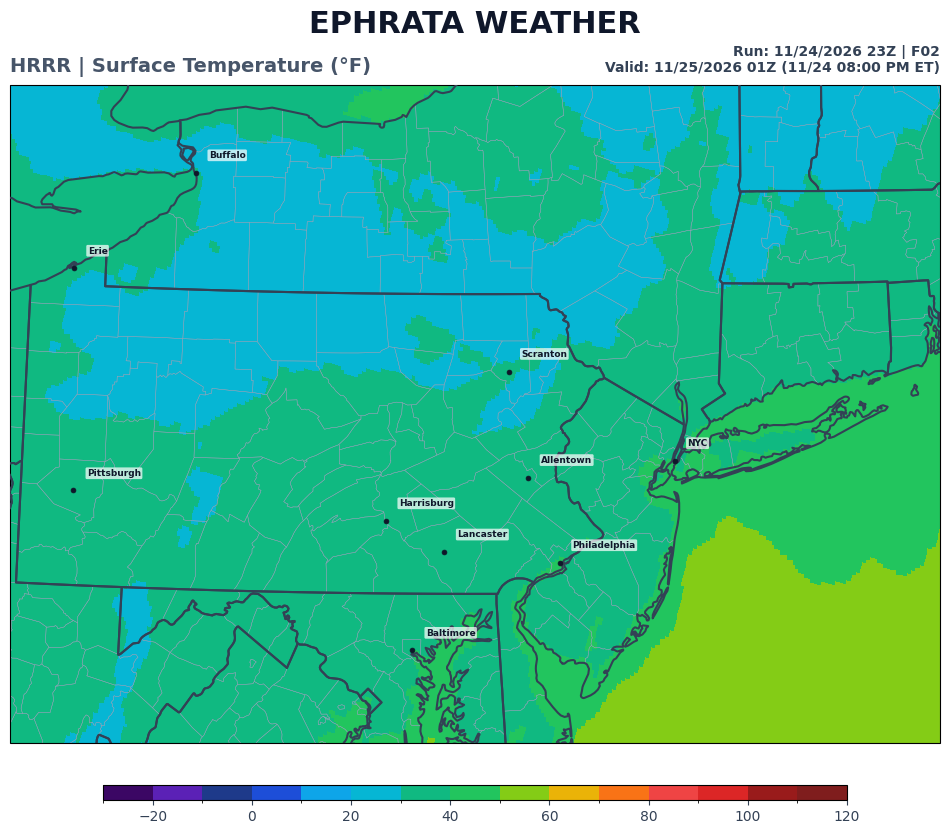 EPHRATA WEATHER
HRRR | Surface Temperature (°F)
Run: 11/24/2026 23Z | F02
Valid: 11/25/2026 01Z (11/24 08:00 PM ET)
Buffalo
Erie
Scranton
NYC
Allentown
Pittsburgh
Harrisburg
Lancaster
Philadelphia
Baltimore
−20 0 20 40 60 80 100 120